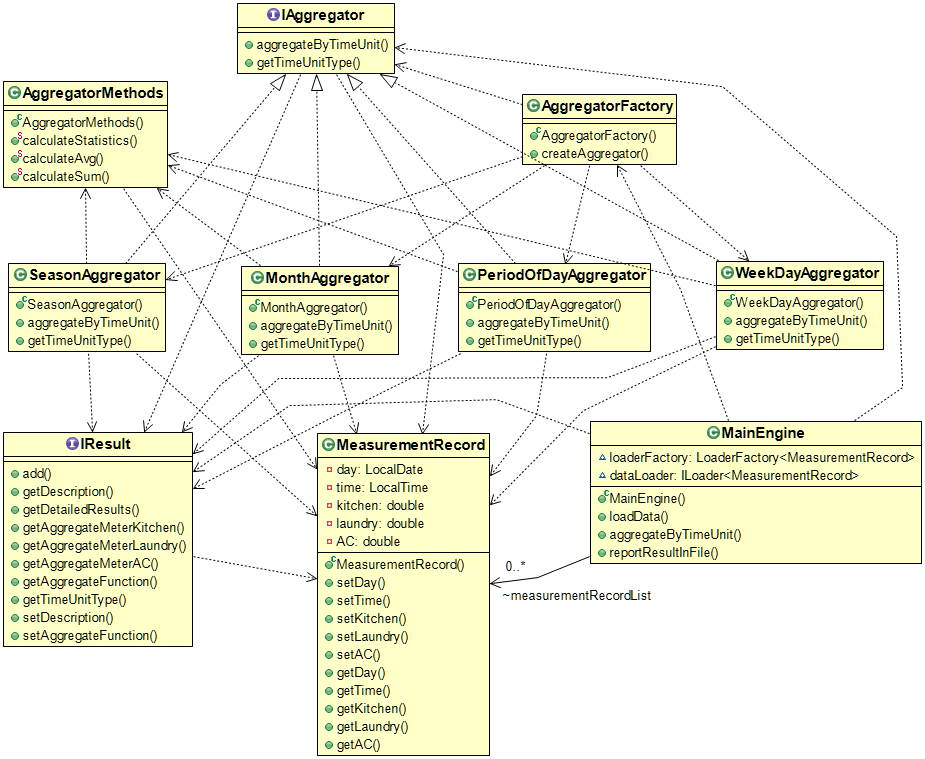 IAggregator
aggregateByTimeUnit()
getTimeUnitType()
AggregatorMethods
AggregatorMethods()
calculateStatistics()
calculateAvg()
calculateSum()
AggregatorFactory
AggregatorFactory()
createAggregator()
SeasonAggregator
SeasonAggregator()
aggregateByTimeUnit()
getTimeUnitType()
MonthAggregator
MonthAggregator()
aggregateByTimeUnit()
getTimeUnitType()
PeriodOfDayAggregator
PeriodOfDayAggregator()
aggregateByTimeUnit()
getTimeUnitType()
WeekDayAggregator
WeekDayAggregator()
aggregateByTimeUnit()
getTimeUnitType()
IResult
add()
getDescription()
getDetailedResults()
getAggregateMeterKitchen()
getAggregateMeterLaundry()
getAggregateMeterAC()
getAggregateFunction()
getTimeUnitType()
setDescription()
setAggregateFunction()
MeasurementRecord
day: LocalDate
time: LocalTime
kitchen: double
laundry: double
AC: double
MeasurementRecord()
setDay()
setTime()
setKitchen()
setLaundry()
setAC()
getDay()
getTime()
getKitchen()
getLaundry()
getAC()
MainEngine
loaderFactory: LoaderFactory<MeasurementRecord>
dataLoader: ILoader<MeasurementRecord>
MainEngine()
loadData()
aggregateByTimeUnit()
reportResultInFile()
0..*
~measurementRecordList